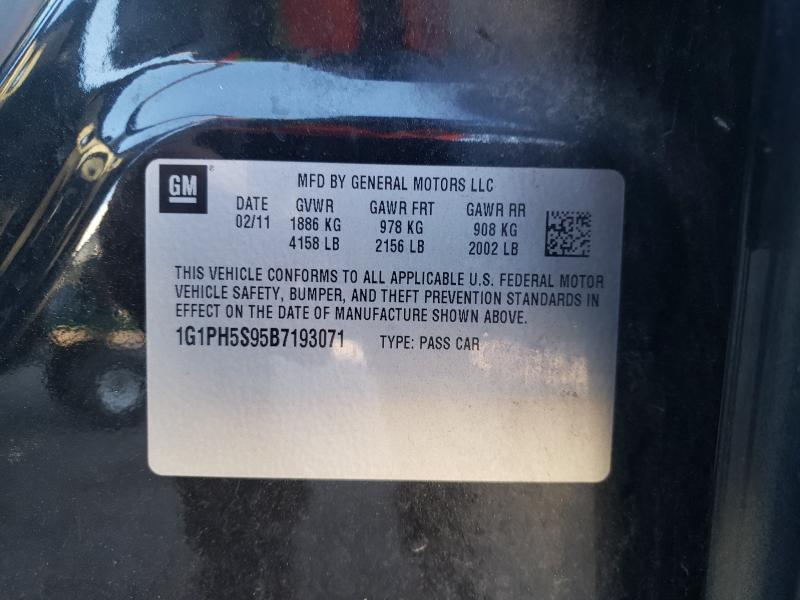 GM® MFD BY GENERAL MOTORS LLC
DATE GVWR GAWR FRT GAWR RR
02/11 1886 KG 978 KG 908 KG
4158 LB 2156 LB 2002 LB
THIS VEHICLE CONFORMS TO ALL APPLICABLE U.S. FEDERAL MOTOR
VEHICLE SAFETY, BUMPER, AND THEFT PREVENTION STANDARDS IN
EFFECT ON THE DATE OF MANUFACTURE SHOWN ABOVE.
1G1PH5S95B7193071 TYPE: PASS CAR